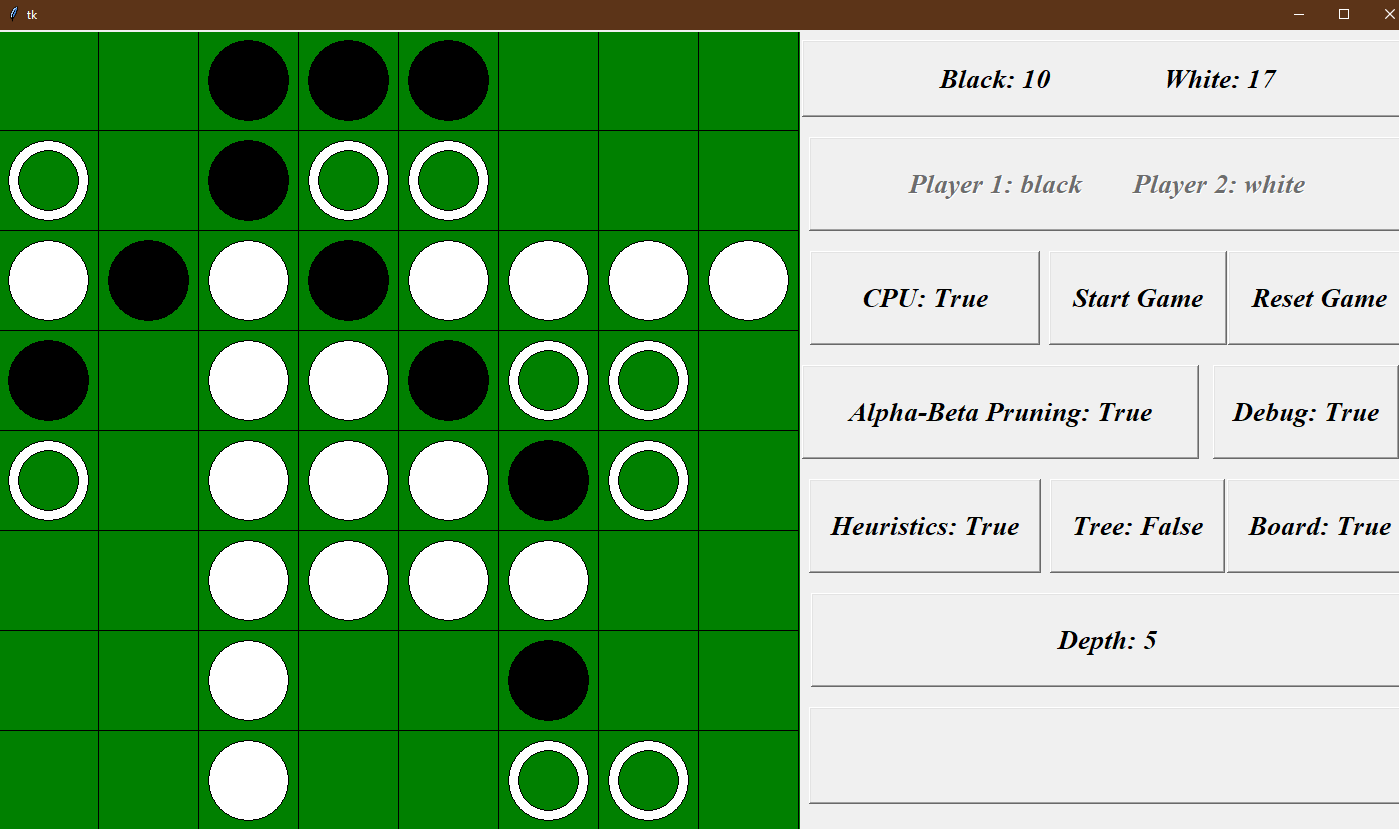 tk
Black: 10 White: 17
Player 1: black Player 2: white
CPU: True Start Game Reset Game
Alpha-Beta Pruning: True Debug: True
Heuristics: True Tree: False Board: True
Depth: 5